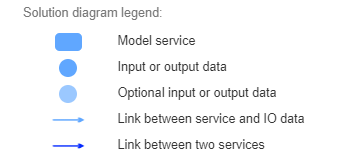 Solution diagram legend:
Model service
Input or output data
Optional input or output data
Link between service and IO data
Link between two services